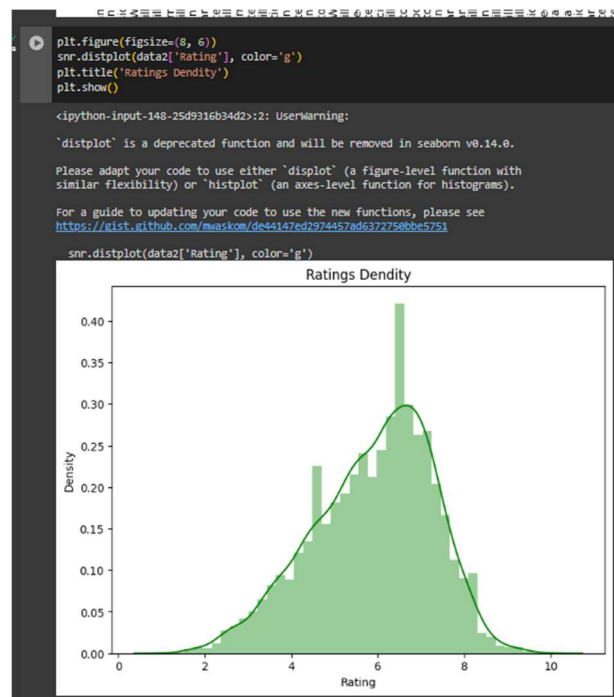 plt.figure(figsize=(8, 6))
snr.distplot(data2['Rating'], color='g')
plt.title('Ratings Dendity')
plt.show()
<ipython-input-148-25d9316b34d2>:2: UserWarning:
`distplot` is a deprecated function and will be removed in seaborn v0.14.0.
Please adapt your code to use either `displot` (a figure-level function with
similar flexibility) or `histplot` (an axes-level function for histograms).
For a guide to updating your code to use the new functions, please see
https://gist.github.com/mwaskom/de44147ed2974457ad6372750bbe5751
snr.distplot(data2['Rating'], color='g')
Ratings Dendity
0.40
0.35
0.30
0.25
0.20
0.15
0.10
0.05
0.00
Density
0 2 4 6 8 10
Rating